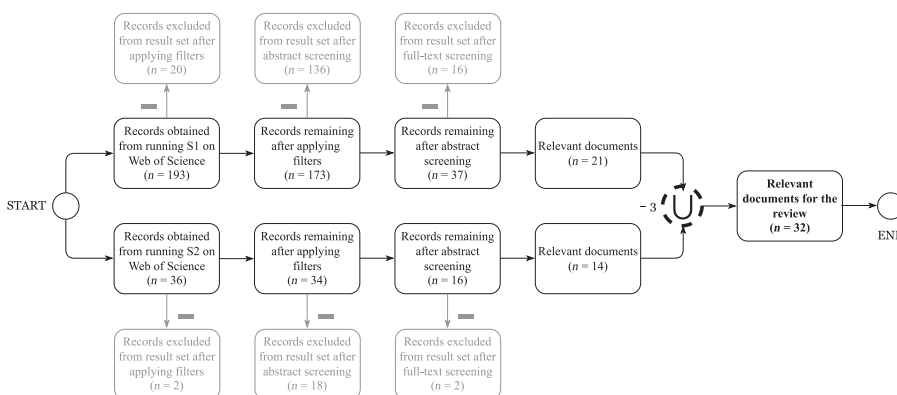 Records excluded
from result set after
applying filters
(n = 20)
Records excluded
from result set after
abstract screening
(n = 136)
Records excluded
from result set after
full-text screening
(n = 16)
Records obtained
from running S1 on
Web of Science
(n = 193)
Records remaining
after applying
filters
(n = 173)
Records remaining
after abstract
screening
(n = 37)
Relevant documents
(n = 21)
START
− 3
⋃
Relevant
documents for the
review
(n = 32)
END
Records obtained
from running S2 on
Web of Science
(n = 36)
Records remaining
after applying
filters
(n = 34)
Records remaining
after abstract
screening
(n = 16)
Relevant documents
(n = 14)
Records excluded
from result set after
applying filters
(n = 2)
Records excluded
from result set after
abstract screening
(n = 18)
Records excluded
from result set after
full-text screening
(n = 2)